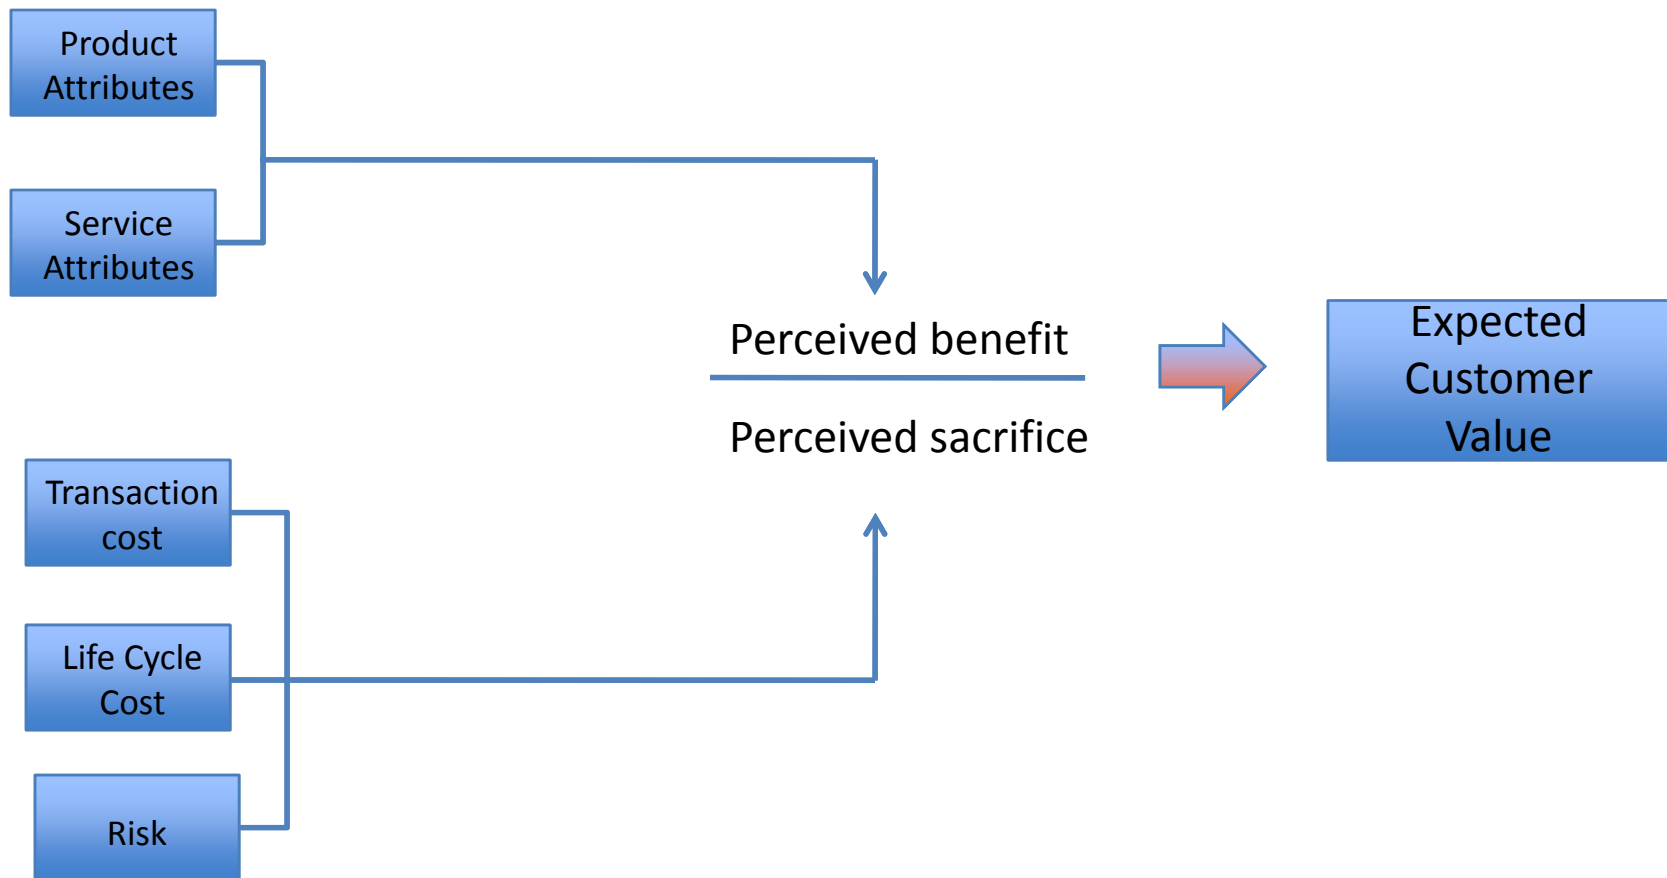 Product
Attributes
Service
Attributes
Perceived benefit
Perceived sacrifice
Expected
Customer
Value
Transaction
cost
Life Cycle
Cost
Risk